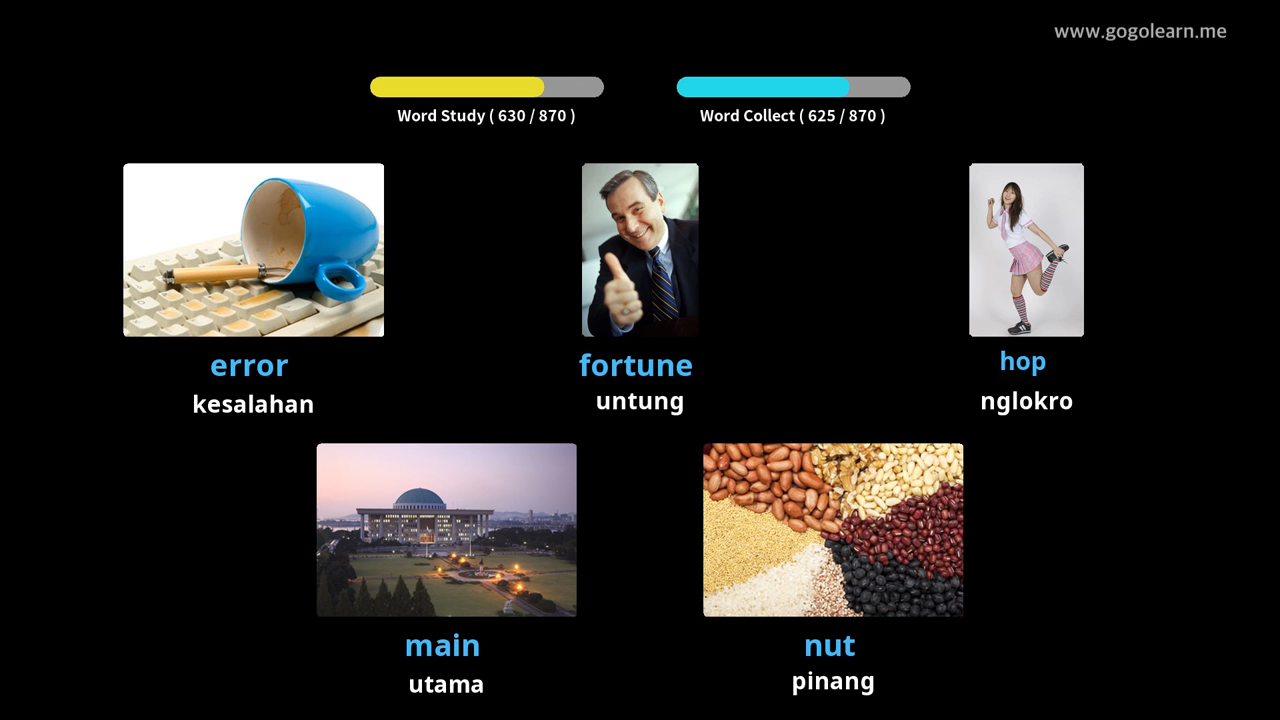 www.gogolearn.me
Word Study ( 630 / 870 )
Word Collect ( 625 / 870 )
error
kesalahan
fortune
untung
hop
nglokro
main
utama
nut
pinang